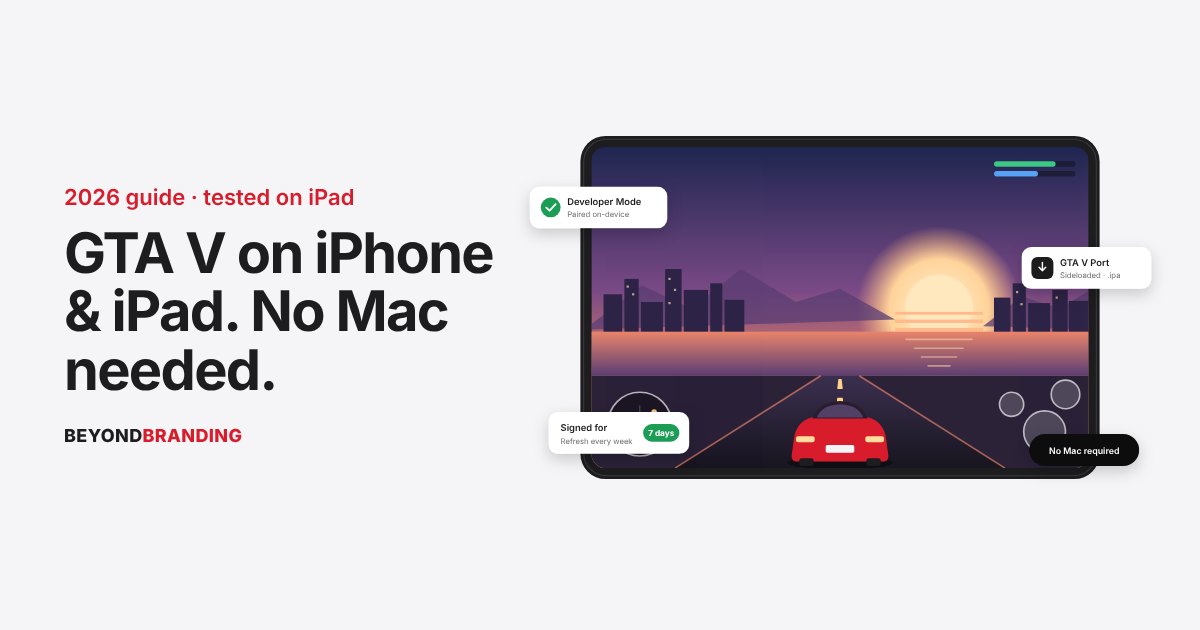 2026 guide · tested on iPad
GTA V on iPhone
& iPad. No Mac
needed.
BEYONDBRANDING
Developer Mode
Paired on-device
GTA V Port
Sideloaded · .ipa
Signed for
Refresh every week
7 days
No Mac required